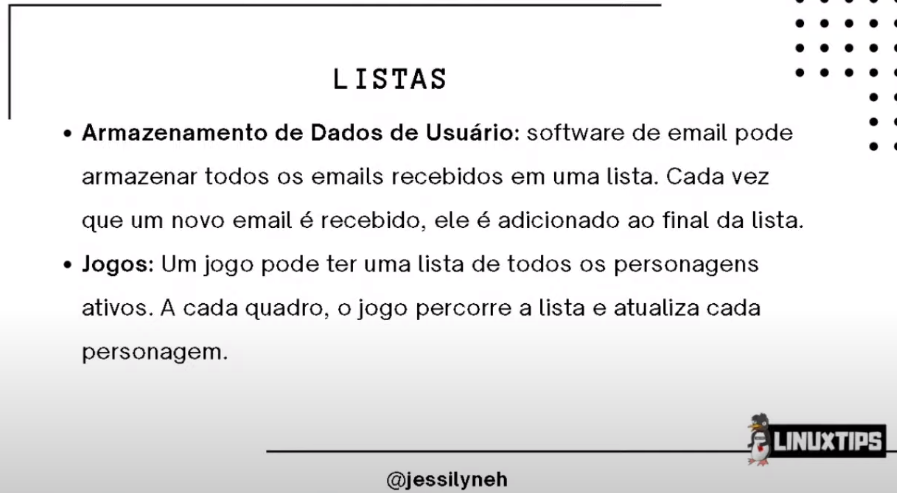 LISTAS
• Armazenamento de Dados de Usuário: software de email pode
armazenar todos os emails recebidos em uma lista. Cada vez
que um novo email é recebido, ele é adicionado ao final da lista.
• Jogos: Um jogo pode ter uma lista de todos os personagens
ativos. A cada quadro, o jogo percorre a lista e atualiza cada
personagem.
LINUXTIPS
@jessilyneh